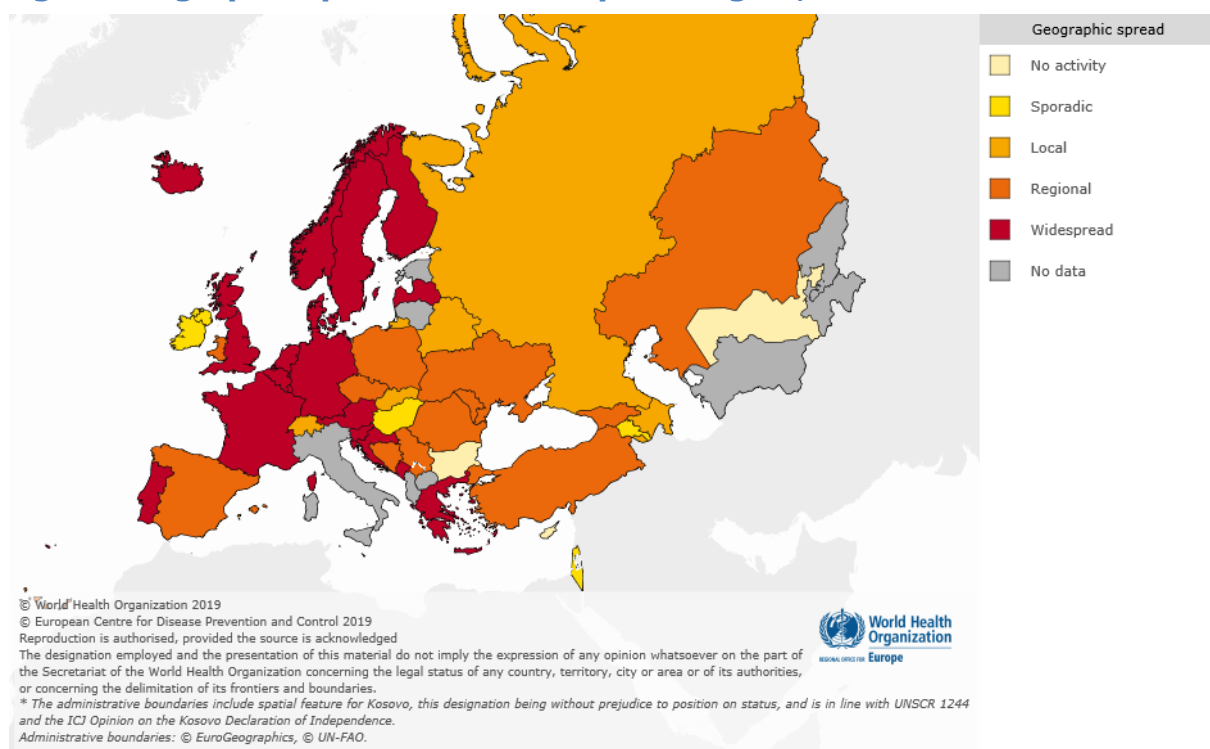 Geographic spread
No activity
Sporadic
Local
Regional
Widespread
No data
© World Health Organization 2019
© European Centre for Disease Prevention and Control 2019
Reproduction is authorised, provided the source is acknowledged
The designation employed and the presentation of this material do not imply the expression of any opinion whatsoever on the part of
the Secretariat of the World Health Organization concerning the legal status of any country, territory, city or area or of its authorities,
or concerning the delimitation of its frontiers and boundaries.
* The administrative boundaries include spatial feature for Kosovo, this designation being without prejudice to position on status, and is in line with UNSCR 1244
and the ICJ Opinion on the Kosovo Declaration of Independence.
Administrative boundaries: © EuroGeographics, © UN-FAO.
World Health
Organization
REGIONAL OFFICE FOR Europe